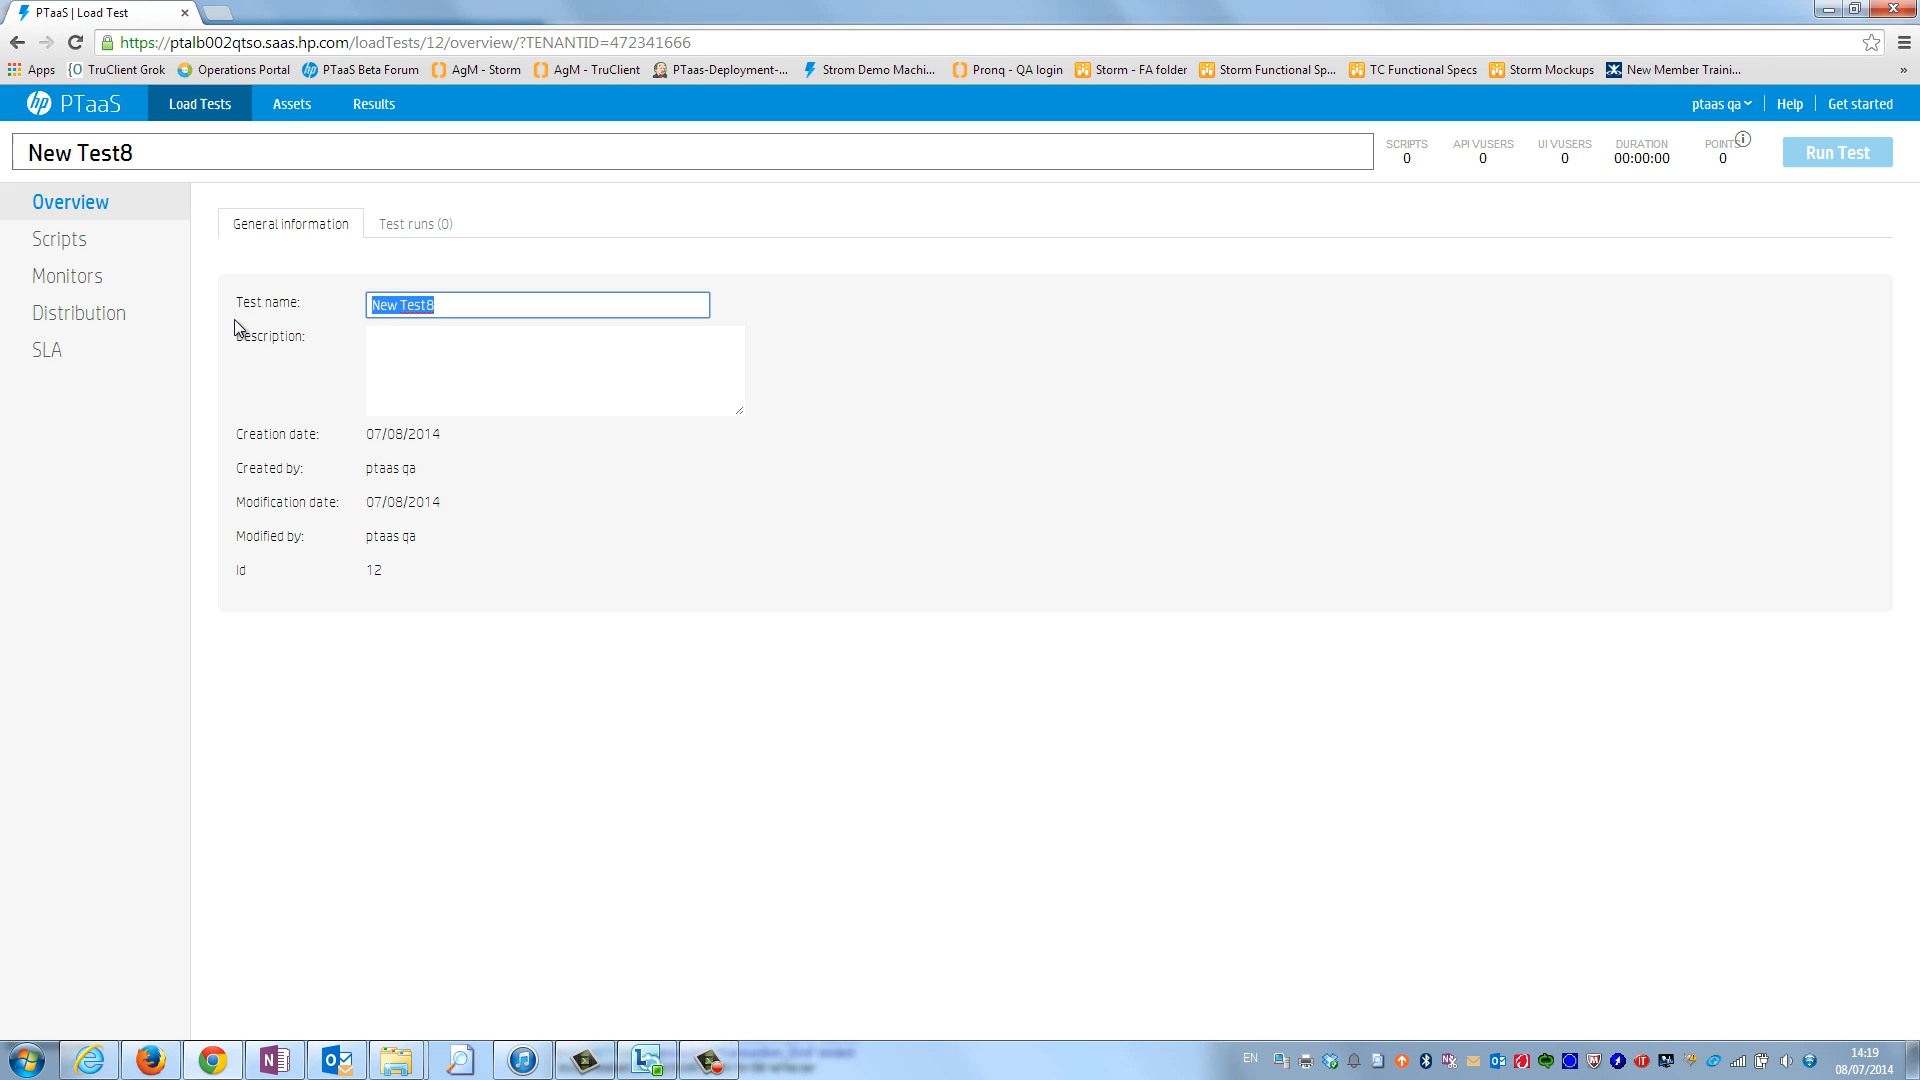 PTaaS | Load Test
https://ptalb002qtso.saas.hp.com/loadTests/12/overview/?TENANTID=472341666
Apps TruClient Grok Operations Portal PTaaS Beta Forum AgM - Storm AgM - TruClient PTaas-Deployment-... Strom Demo Machi... Pronq - QA login Storm - FA folder Storm Functional Sp... TC Functional Specs Storm Mockups New Member Traini... »
hp PTaaS Load Tests Assets Results ptaas qa Help Get started
New Test8
SCRIPTS API VUSERS UI VUSERS DURATION POINTS
0 0 0 00:00:00 0
Run Test
Overview
Scripts
Monitors
Distribution
SLA
General information Test runs (0)
Test name: New Test8
Description:
Creation date: 07/08/2014
Created by: ptaas qa
Modification date: 07/08/2014
Modified by: ptaas qa
Id 12
EN
14:19
08/07/2014